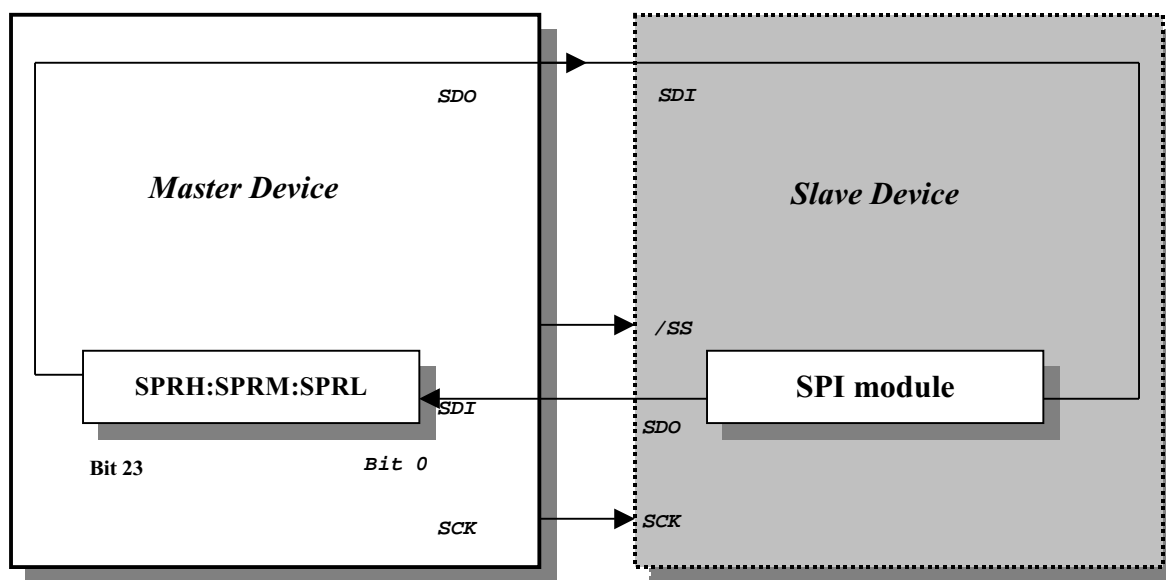 SDO
SDI
Master Device
Slave Device
/SS
SPRH:SPRM:SPRL
SPI module
SDI
SDO
Bit 23
Bit 0
SCK
SCK